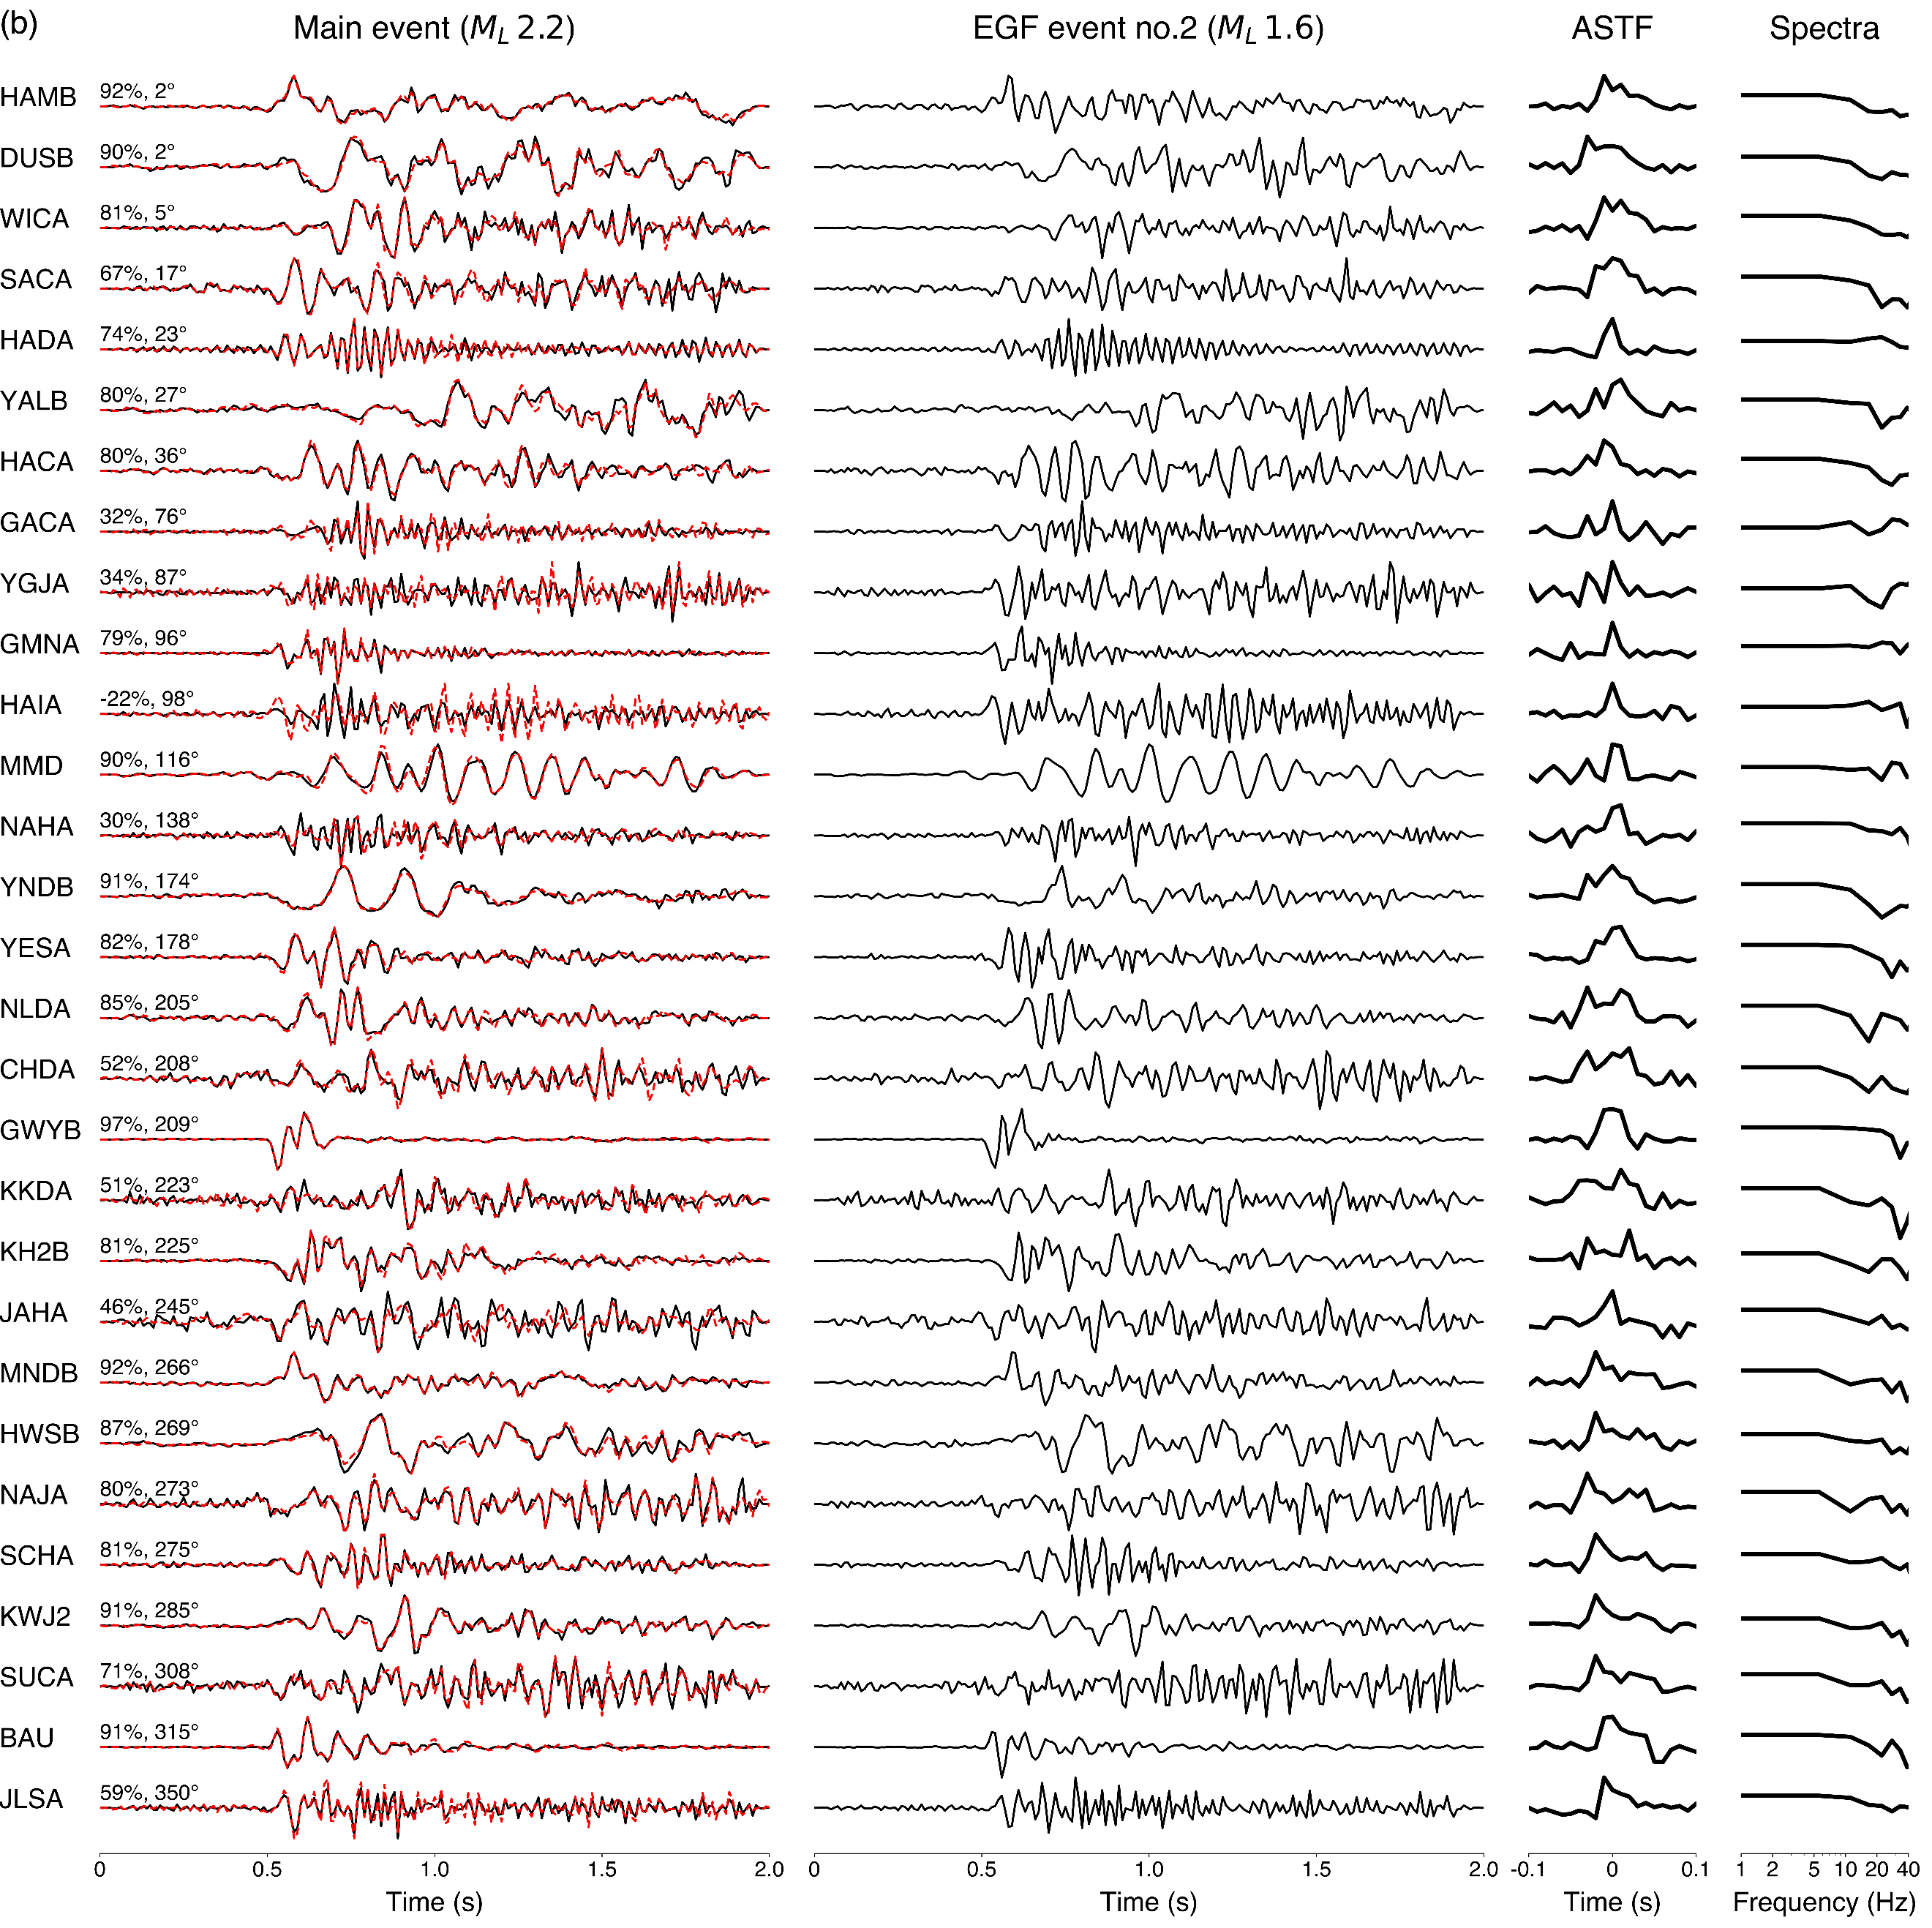 (b)
Main event (M_L 2.2)
EGF event no.2 (M_L 1.6)
ASTF
Spectra
HAMB 92%, 2°
DUSB 90%, 2°
WICA 81%, 5°
SACA 67%, 17°
HADA 74%, 23°
YALB 80%, 27°
HACA 80%, 36°
GACA 32%, 76°
YGJA 34%, 87°
GMNA 79%, 96°
HAIA -22%, 98°
MMD 90%, 116°
NAHA 30%, 138°
YNDB 91%, 174°
YESA 82%, 178°
NLDA 85%, 205°
CHDA 52%, 208°
GWYB 97%, 209°
KKDA 51%, 223°
KH2B 81%, 225°
JAHA 46%, 245°
MNDB 92%, 266°
HWSB 87%, 269°
NAJA 80%, 273°
SCHA 81%, 275°
KWJ2 91%, 285°
SUCA 71%, 308°
BAU 91%, 315°
JLSA 59%, 350°
0 0.5 1.0 1.5 2.0
Time (s)
0 0.5 1.0 1.5 2.0
Time (s)
-0.1 0 0.1
Time (s)
1 2 5 10 20 40
Frequency (Hz)